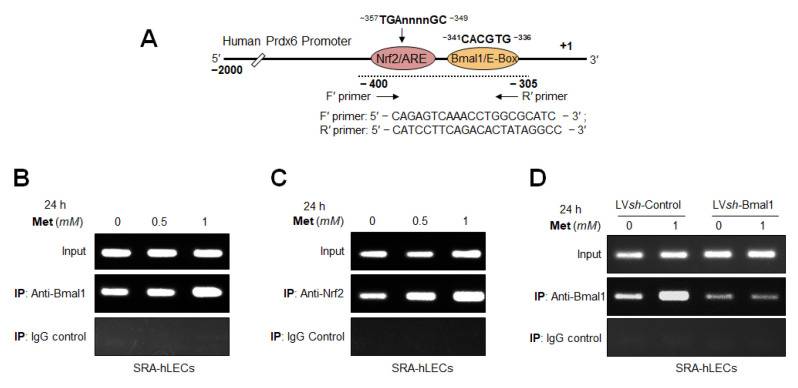 A
−357TGAnnnnGC −349
−341CACGTG −336
Human Prdx6 Promoter
+1
5′
Nrf2/ARE
Bmal1/E-Box
3′
−2000
−400
−305
F′ primer
R′ primer
F′ primer: 5′ − CAGAGTCAAACCTGGCGCATC − 3′ ;
R′ primer: 5′ − CATCCTTCAGACACTATAGGCC − 3′
B
24 h
Met (mM)
0 0.5 1
Input
IP: Anti-Bmal1
IP: IgG control
SRA-hLECs
C
24 h
Met (mM)
0 0.5 1
Input
IP: Anti-Nrf2
IP: IgG Control
SRA-hLECs
D
LVsh-Control LVsh-Bmal1
24 h
Met (mM)
0 1 0 1
Input
IP: Anti-Bmal1
IP: IgG control
SRA-hLECs